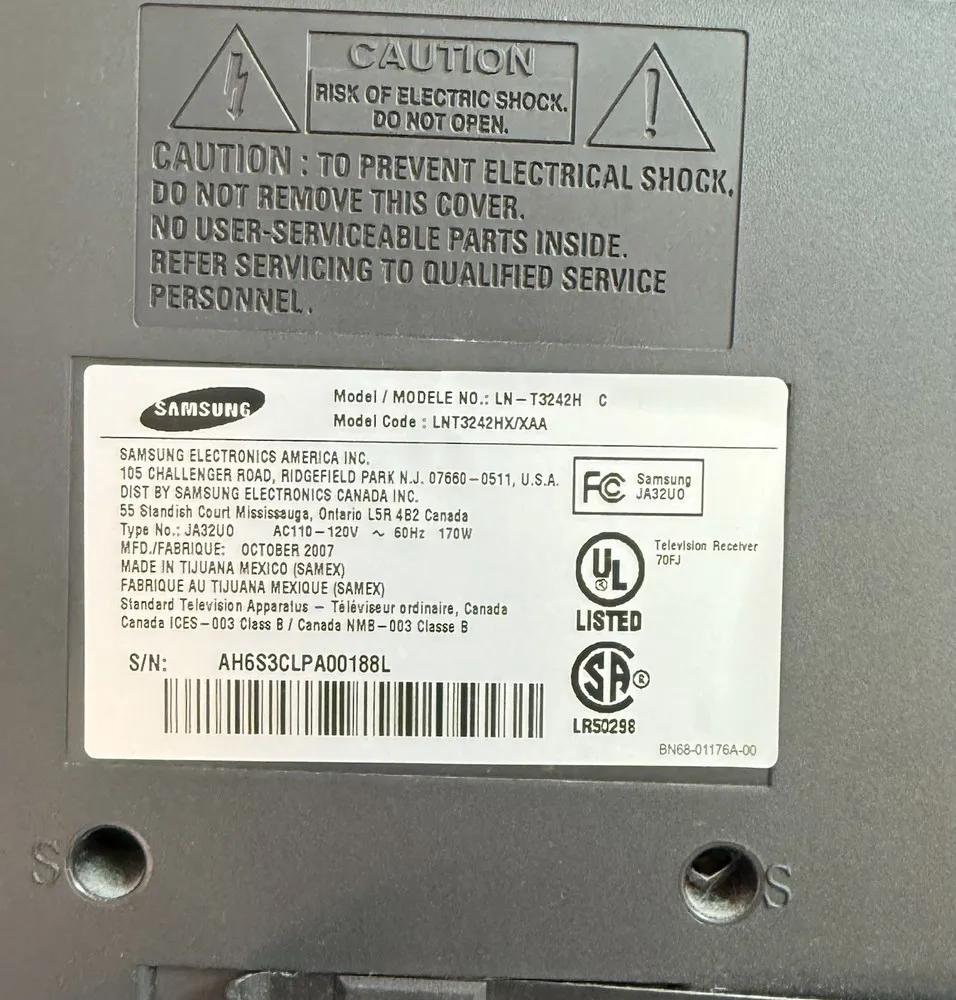 CAUTION
RISK OF ELECTRIC SHOCK.
DO NOT OPEN.
CAUTION : TO PREVENT ELECTRICAL SHOCK,
DO NOT REMOVE THIS COVER.
NO USER-SERVICEABLE PARTS INSIDE.
REFER SERVICING TO QUALIFIED SERVICE
PERSONNEL.
SAMSUNG
Model / MODELE NO.: LN-T3242H C
Model Code : LNT3242HX/XAA
SAMSUNG ELECTRONICS AMERICA INC.
105 CHALLENGER ROAD, RIDGEFIELD PARK N.J. 07660-0511, U.S.A.
DIST BY SAMSUNG ELECTRONICS CANADA INC.
55 Standish Court Mississauga, Ontario L5R 4B2 Canada
Type No.: JA32UO AC110-120V ~ 60Hz 170W
MFD./FABRIQUE: OCTOBER 2007
MADE IN TIJUANA MEXICO (SAMEX)
FABRIQUE AU TIJUANA MEXIQUE (SAMEX)
Standard Television Apparatus - Téléviseur ordinaire, Canada
Canada ICES-003 Class B / Canada NMB-003 Classe B
S/N: AH6S3CLPA00188L
FC Samsung
JA32UO
UL
Television Receiver
70FJ
LISTED
SA ®
LR50298
BN68-01176A-00
S
S